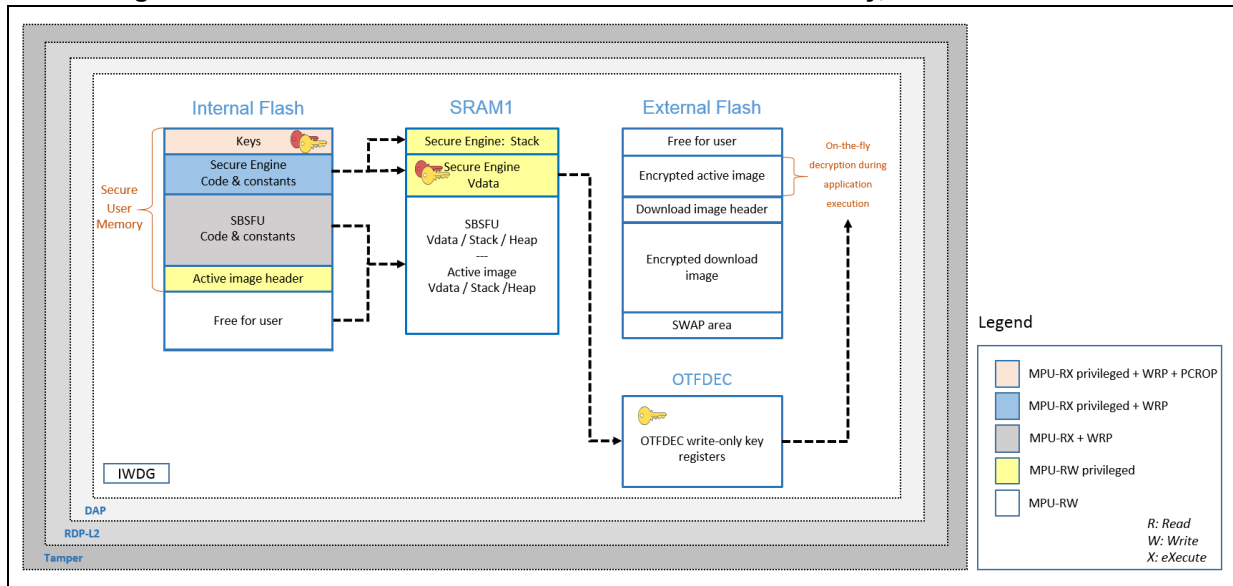 Internal Flash
Keys
Secure Engine
Code & constants
SBSFU
Code & constants
Active image header
Free for user
Secure
User
Memory
SRAM1
Secure Engine: Stack
Secure Engine
Vdata
SBSFU
Vdata / Stack / Heap
---
Active image
Vdata / Stack /Heap
External Flash
Free for user
Encrypted active image
Download image header
Encrypted download
image
SWAP area
On-the-fly
decryption during
application
execution
OTFDEC
OTFDEC write-only key
registers
IWDG
DAP
RDP-L2
Tamper
Legend
MPU-RX privileged + WRP + PCROP
MPU-RX privileged + WRP
MPU-RX + WRP
MPU-RW privileged
MPU-RW
R: Read
W: Write
X: eXecute